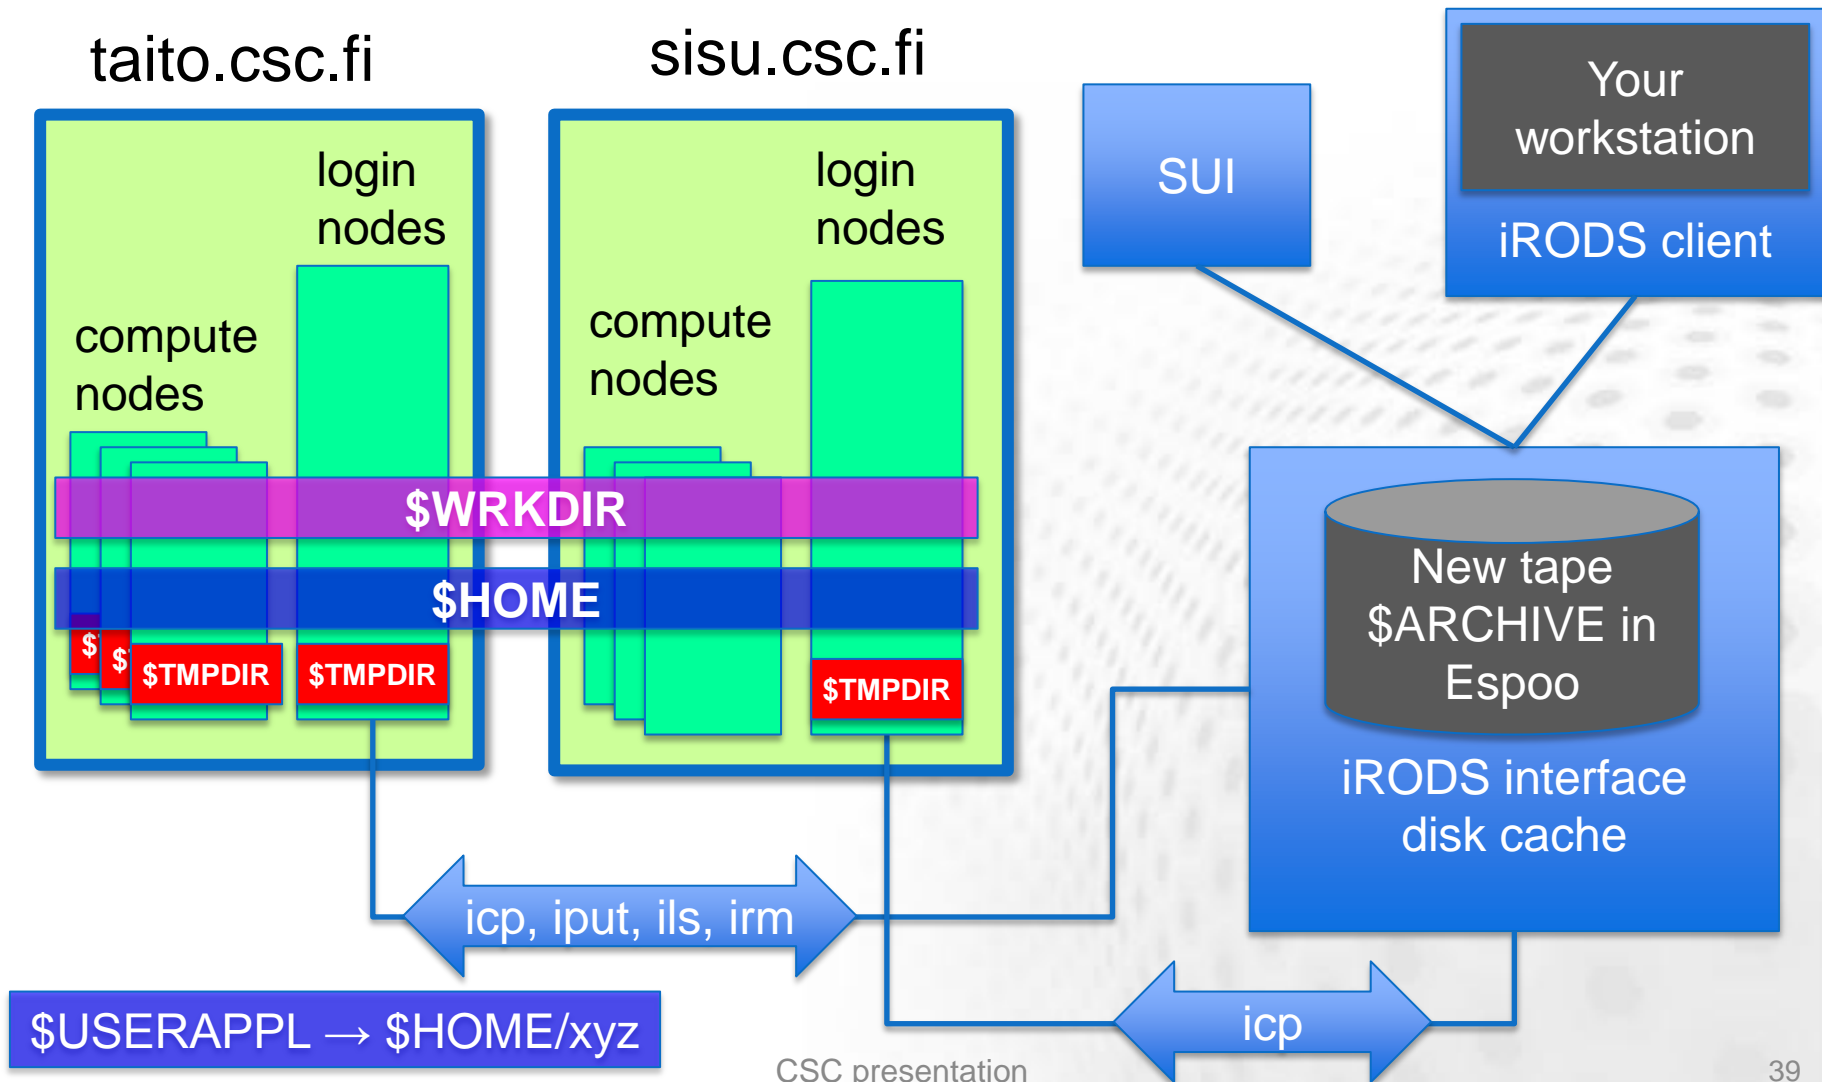 taito.csc.fi
sisu.csc.fi
login
nodes
compute
nodes
login
nodes
compute
nodes
SUI
Your
workstation
iRODS client
$WRKDIR
$HOME
$
$
$TMPDIR
$TMPDIR
$TMPDIR
New tape
$ARCHIVE in
Espoo
iRODS interface
disk cache
icp, iput, ils, irm
icp
$USERAPPL → $HOME/xyz
CSC presentation
39